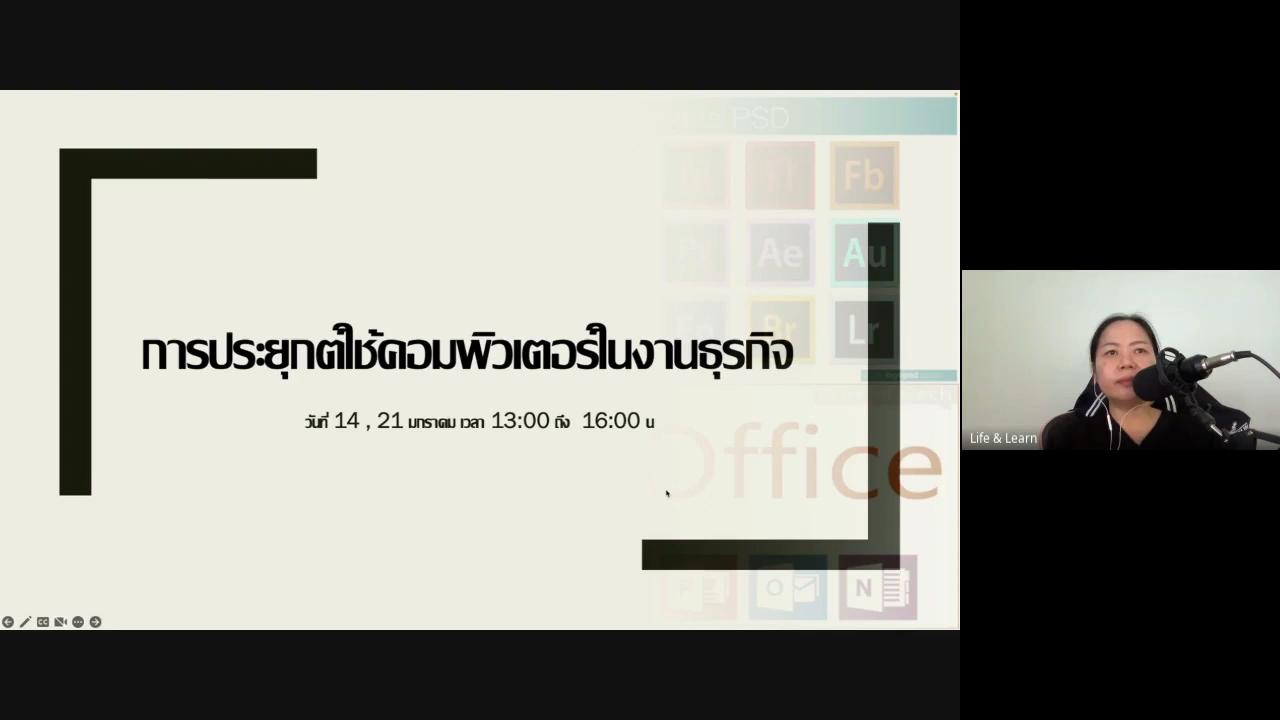 PSD
Fb
Ae
Au
Br
Lr
การประยุกต์ใช้คอมพิวเตอร์ในงานธุรกิจ
วันที่ 14 , 21 มกราคม เวลา 13:00 ถึง 16:00 น
Office
O
N
CC
Life & Learn